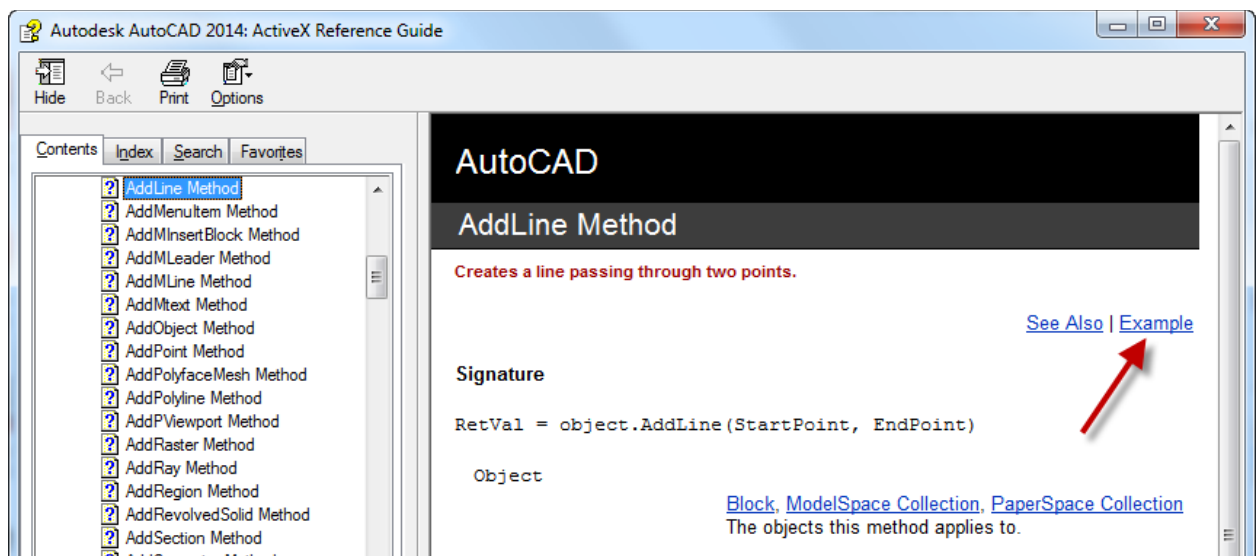 Autodesk AutoCAD 2014: ActiveX Reference Guide
Hide Back Print Options
Contents Index Search Favorites
AddLine Method
AddMenuItem Method
AddMInsertBlock Method
AddMLeader Method
AddMLine Method
AddMtext Method
AddObject Method
AddPoint Method
AddPolyfaceMesh Method
AddPolyline Method
AddPViewport Method
AddRaster Method
AddRay Method
AddRegion Method
AddRevolvedSolid Method
AddSection Method
AutoCAD
AddLine Method
Creates a line passing through two points.
See Also | Example
Signature
RetVal = object.AddLine(StartPoint, EndPoint)
Object
Block, ModelSpace Collection, PaperSpace Collection
The objects this method applies to.